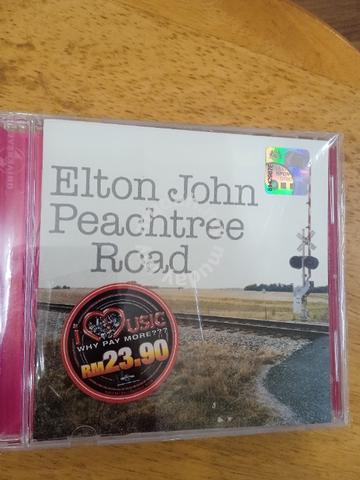 Elton John
Peachtree
Road
I MUSIC
WHY PAY MORE???
RM23.90